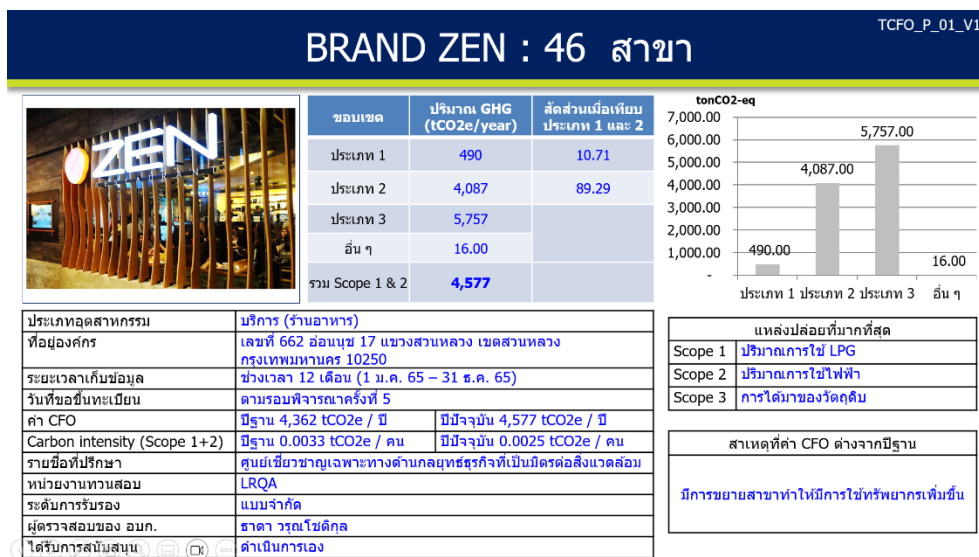 TCFO_P_01_V1
BRAND ZEN : 46 สาขา
ZEN
ขอบเขต ปริมาณ GHG (tCO2e/year) สัดส่วนเมื่อเทียบ ประเภท 1 และ 2
ประเภท 1 490 10.71
ประเภท 2 4,087 89.29
ประเภท 3 5,757
อื่น ๆ 16.00
รวม Scope 1 & 2 4,577
tonCO2-eq
7,000.00
6,000.00
5,000.00
4,000.00
3,000.00
2,000.00
1,000.00
-
490.00
4,087.00
5,757.00
16.00
ประเภท 1 ประเภท 2 ประเภท 3 อื่น ๆ
ประเภทอุตสาหกรรม บริการ (ร้านอาหาร)
ที่อยู่องค์กร เลขที่ 662 อ่อนนุช 17 แขวงสวนหลวง เขตสวนหลวง
กรุงเทพมหานคร 10250
ระยะเวลาเก็บข้อมูล ช่วงเวลา 12 เดือน (1 ม.ค. 65 – 31 ธ.ค. 65)
วันที่ขอขึ้นทะเบียน ตามรอบพิจารณาครั้งที่ 5
ค่า CFO ปีฐาน 4,362 tCO2e / ปี ปีปัจจุบัน 4,577 tCO2e / ปี
Carbon intensity (Scope 1+2) ปีฐาน 0.0033 tCO2e / คน ปีปัจจุบัน 0.0025 tCO2e / คน
รายชื่อที่ปรึกษา ศูนย์เชี่ยวชาญเฉพาะทางด้านกลยุทธ์ธุรกิจที่เป็นมิตรต่อสิ่งแวดล้อม
หน่วยงานทวนสอบ LRQA
ระดับการรับรอง แบบจำกัด
ผู้ตรวจสอบของ อบก. ธาดา วรุณโชติกุล
ได้รับการสนับสนุน ดำเนินการเอง
แหล่งปล่อยที่มากที่สุด
Scope 1 ปริมาณการใช้ LPG
Scope 2 ปริมาณการใช้ไฟฟ้า
Scope 3 การได้มาของวัตถุดิบ
สาเหตุที่ค่า CFO ต่างจากปีฐาน
มีการขยายสาขาทำให้มีการใช้ทรัพยากรเพิ่มขึ้น